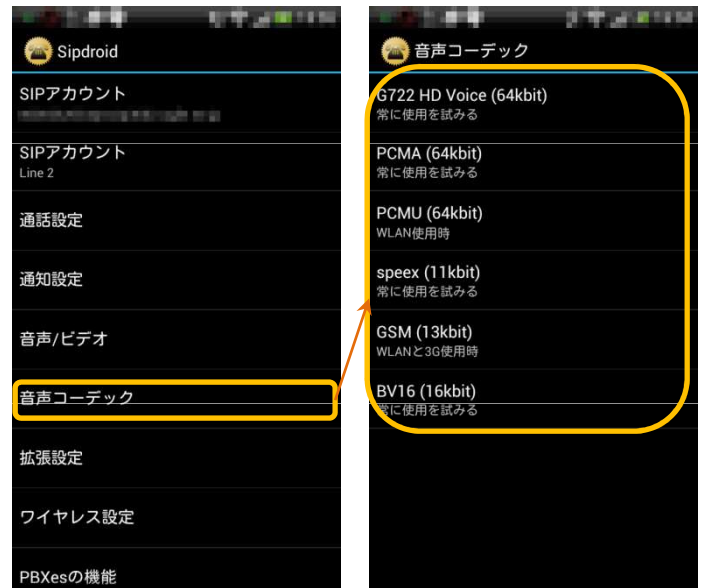 Sipdroid
SIPアカウント
SIPアカウント
Line 2
通話設定
通知設定
音声/ビデオ
音声コーデック
拡張設定
ワイヤレス設定
PBXesの機能
音声コーデック
G722 HD Voice (64kbit)
常に使用を試みる
PCMA (64kbit)
常に使用を試みる
PCMU (64kbit)
WLAN使用時
speex (11kbit)
常に使用を試みる
GSM (13kbit)
WLANと3G使用時
BV16 (16kbit)
常に使用を試みる